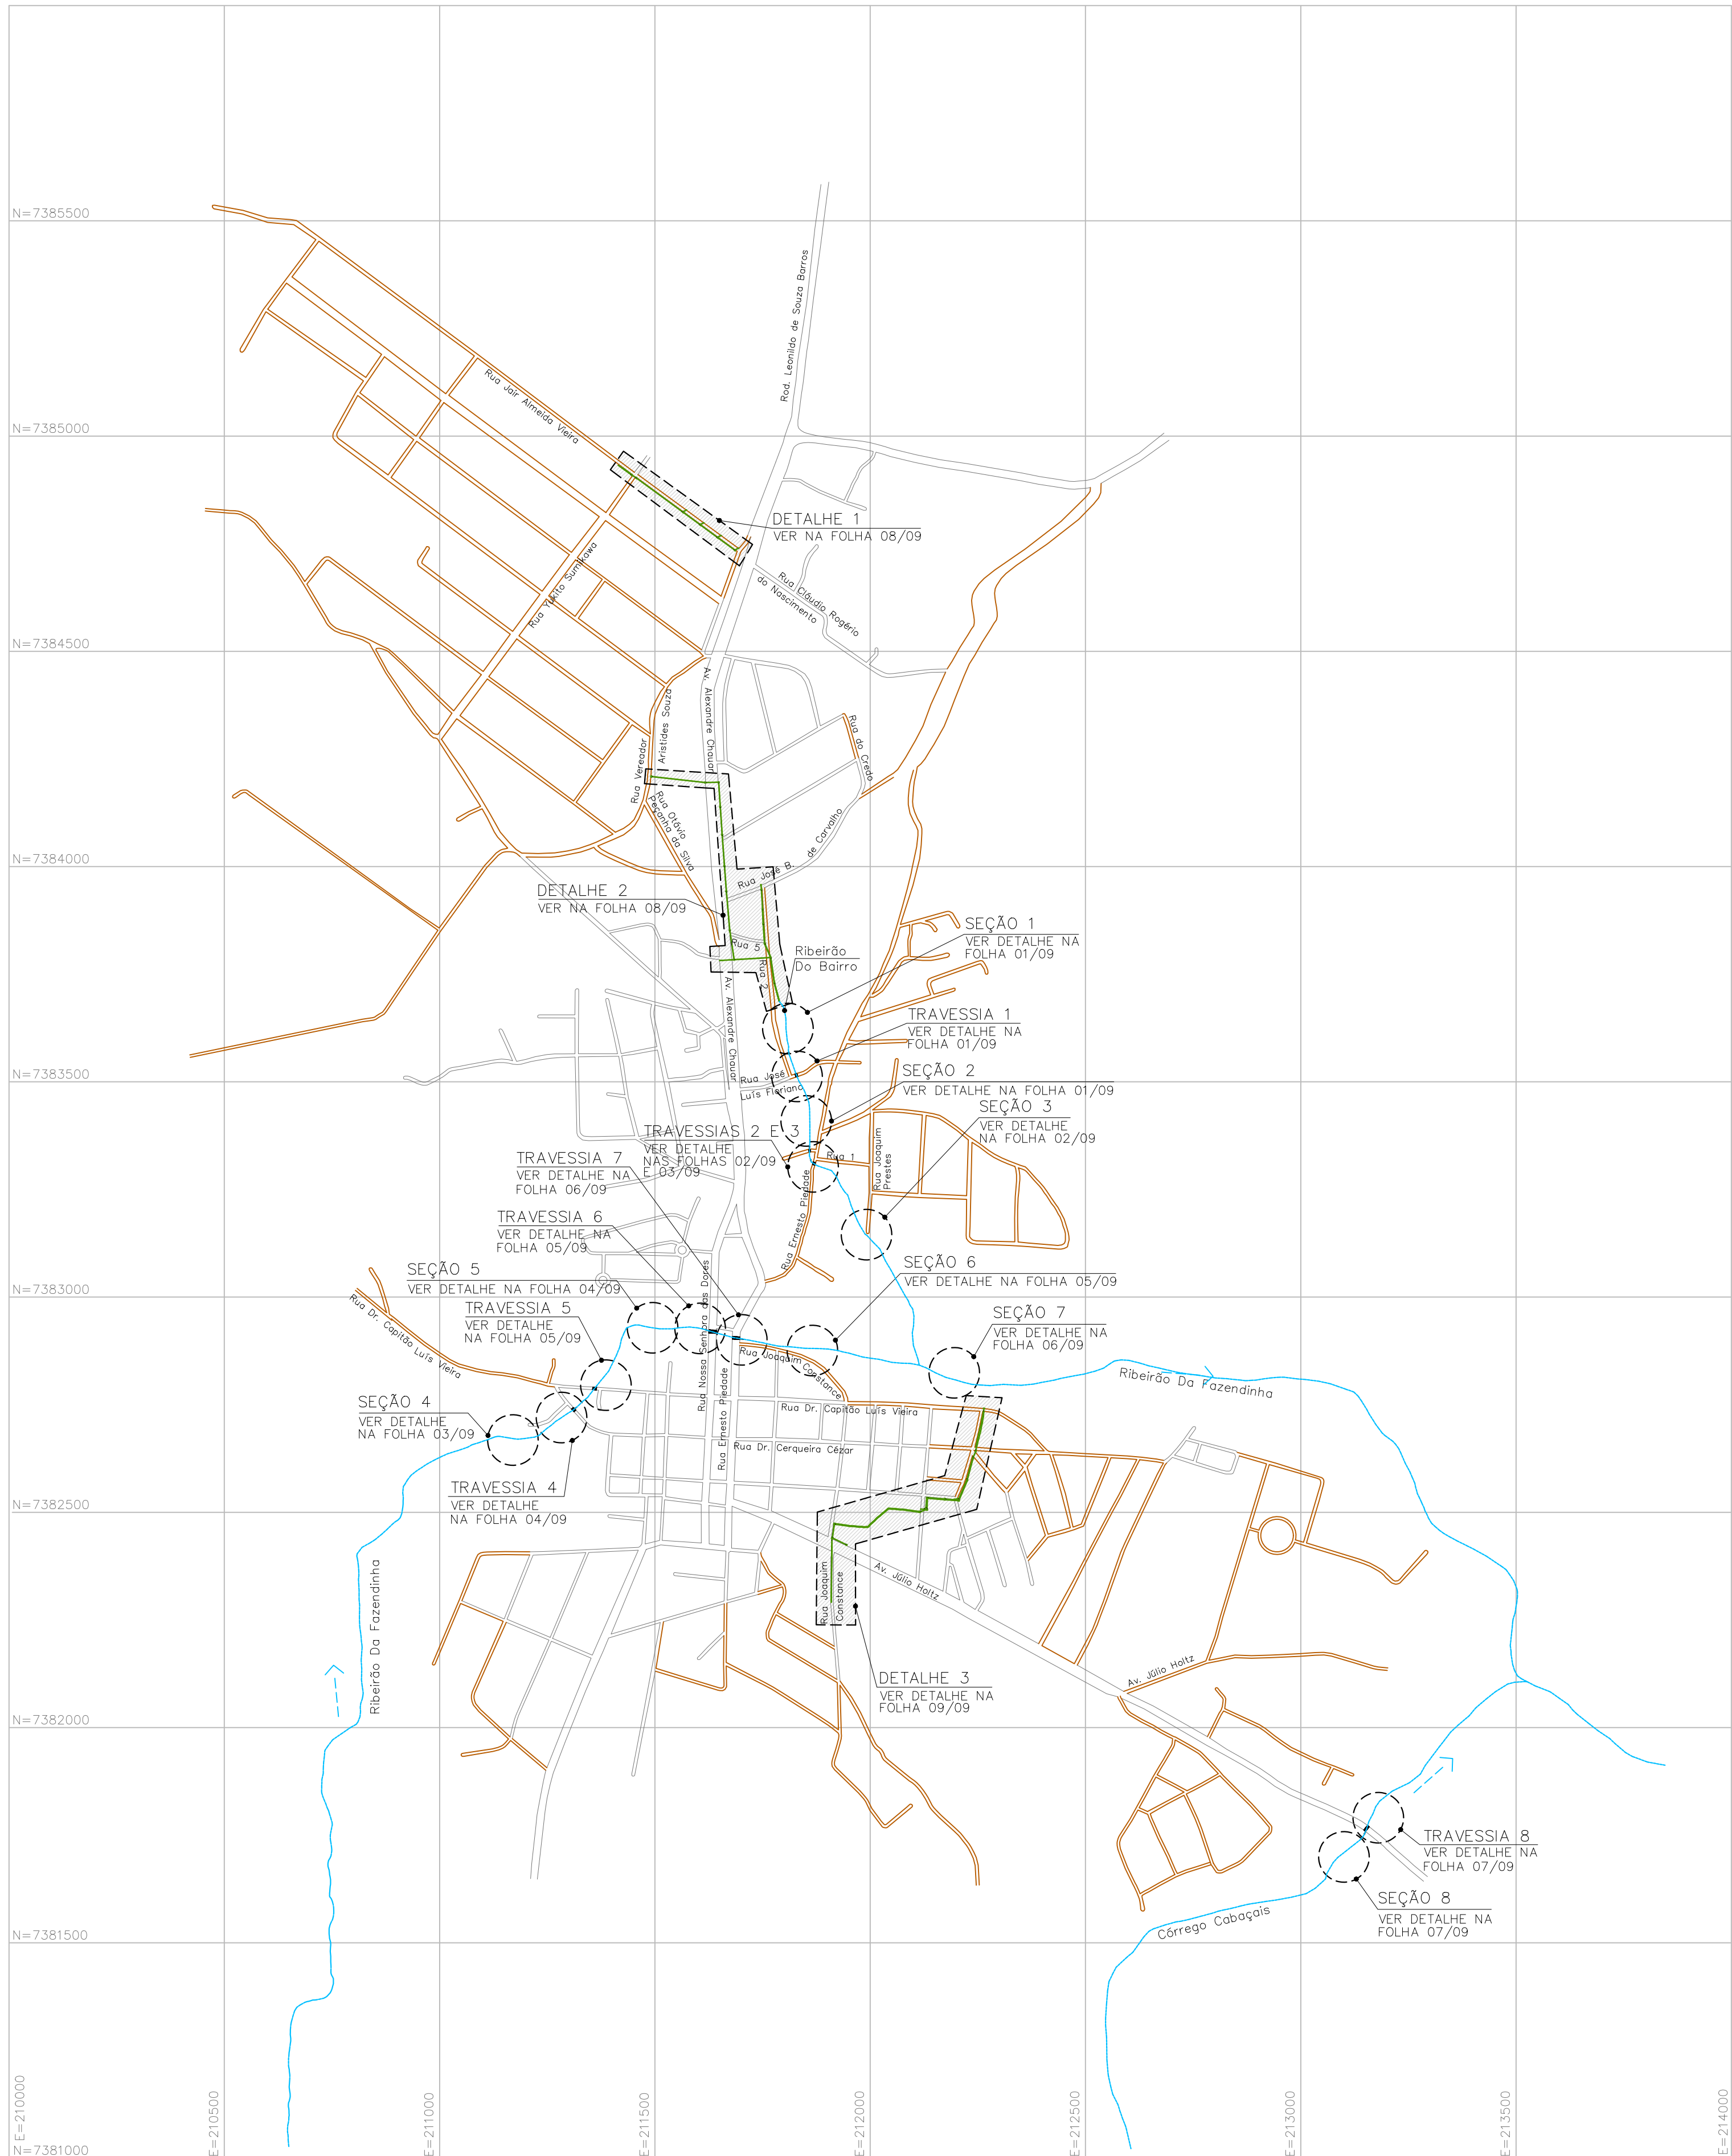 N=7385500
Rod. Leonildo de Souza Barros
N=7385000
Rua Jair Almeida Vieira
DETALHE 1
VER NA FOLHA 08/09
Rua Yukito Sumikawa
Rua Cláudio Rogério
do Nascimento
N=7384500
Av. Alexandre Chauar
Rua Vereador
Aristides Souza
Rua do Credo
Rua Otávio
Peçanha da Silva
Rua José B. de Carvalho
N=7384000
DETALHE 2
VER NA FOLHA 08/09
Rua 5
Rua 2
Ribeirão
Do Bairro
SEÇÃO 1
VER DETALHE NA
FOLHA 01/09
Av. Alexandre Chauar
TRAVESSIA 1
VER DETALHE NA
FOLHA 01/09
N=7383500
Rua José
Luís Floriano
SEÇÃO 2
VER DETALHE NA FOLHA 01/09
SEÇÃO 3
VER DETALHE
NA FOLHA 02/09
TRAVESSIAS 2 E 3
VER DETALHE
NAS FOLHAS 02/09
E 03/09
Rua 1
Rua Joaquim
Prestes
TRAVESSIA 7
VER DETALHE NA
FOLHA 06/09
Rua Ernesto Piedade
TRAVESSIA 6
VER DETALHE NA
FOLHA 05/09
SEÇÃO 5
VER DETALHE NA FOLHA 04/09
SEÇÃO 6
VER DETALHE NA FOLHA 05/09
N=7383000
TRAVESSIA 5
VER DETALHE
NA FOLHA 05/09
SEÇÃO 7
VER DETALHE NA
FOLHA 06/09
Rua Dr. Capitão Luís Vieira
Rua Nossa Senhora das Dores
Rua Joaquim Constance
Ribeirão Da Fazendinha
SEÇÃO 4
VER DETALHE
NA FOLHA 03/09
Rua Dr. Capitão Luís Vieira
Rua Ernesto Piedade
Rua Dr. Cerqueira Cézar
TRAVESSIA 4
VER DETALHE
NA FOLHA 04/09
N=7382500
Ribeirão Da Fazendinha
Rua Joaquim
Constance
Av. Júlio Holtz
DETALHE 3
VER DETALHE NA
FOLHA 09/09
Av. Júlio Holtz
N=7382000
TRAVESSIA 8
VER DETALHE NA
FOLHA 07/09
SEÇÃO 8
VER DETALHE NA
FOLHA 07/09
Córrego Cabaçais
N=7381500
E=210000
E=210500
E=211000
E=211500
E=212000
E=212500
E=213000
E=213500
E=214000
N=7381000